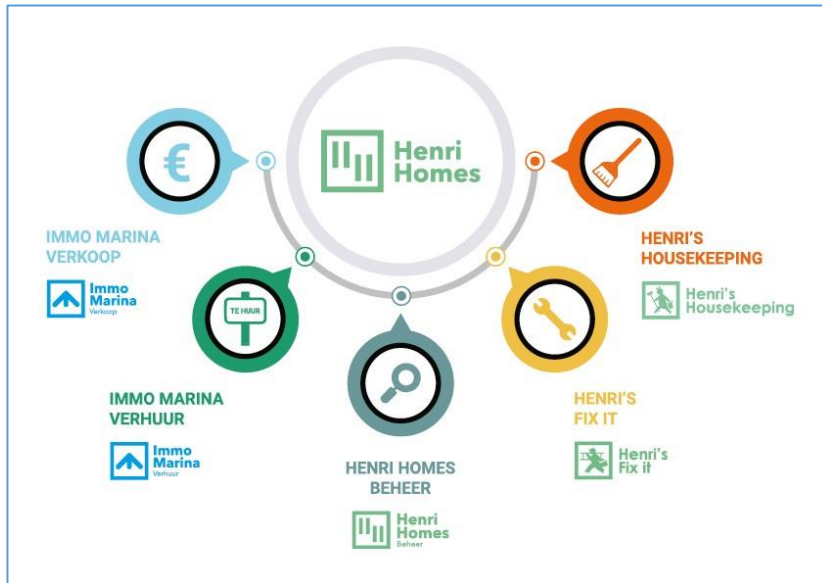 Henri
Homes
€
IMMO MARINA
VERKOOP
Immo
Marina
Verkoop
TE HUUR
IMMO MARINA
VERHUUR
Immo
Marina
Verhuur
HENRI HOMES
BEHEER
Henri
Homes
Beheer
HENRI'S
FIX IT
Henri's
Fix it
HENRI'S
HOUSEKEEPING
Henri's
Housekeeping